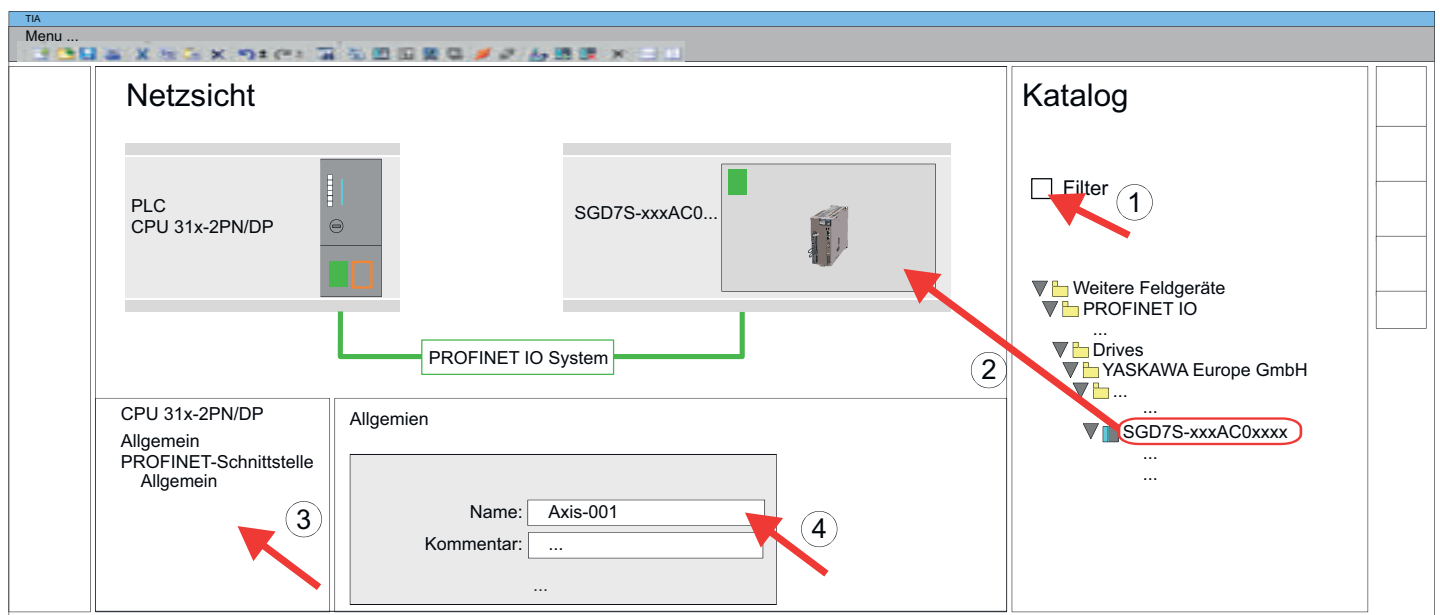 TIA
Menu ...
Netzsicht
PLC
CPU 31x-2PN/DP
SGD7S-xxxAC0...
PROFINET IO System
Katalog
Filter
1
Weitere Feldgeräte
PROFINET IO
...
Drives
YASKAWA Europe GmbH
...
...
SGD7S-xxxAC0xxxx
...
...
2
CPU 31x-2PN/DP
Allgemein
PROFINET-Schnittstelle
Allgemein
3
Allgemien
Name: Axis-001
Kommentar: ...
...
4